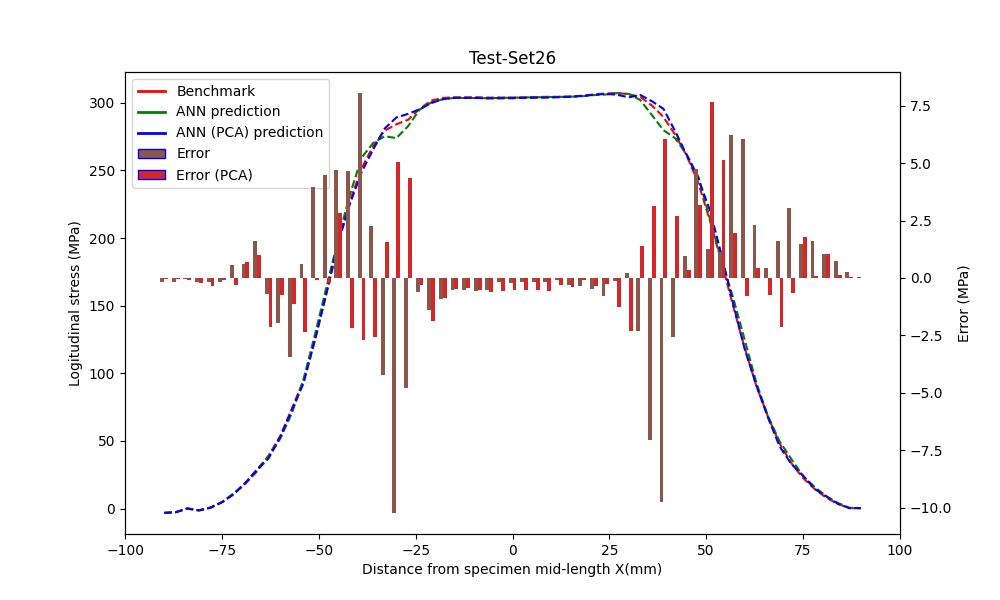 Test-Set26
Benchmark
ANN prediction
ANN (PCA) prediction
Error
Error (PCA)
300
250
200
150
100
50
0
Logitudinal stress (MPa)
7.5
5.0
2.5
0.0
−2.5
−5.0
−7.5
−10.0
Error (MPa)
−100
−75
−50
−25
0
25
50
75
100
Distance from specimen mid-length X(mm)